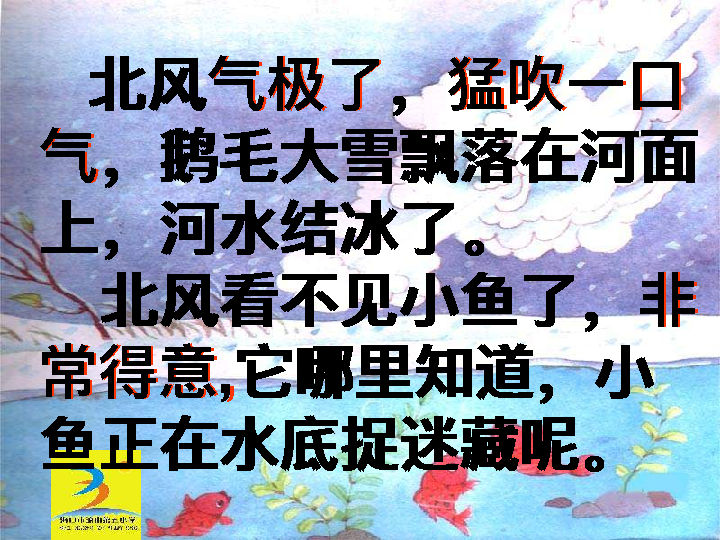 北风气极了，猛吹一口
气，鹅毛大雪飘落在河面
上，河水结冰了。
北风看不见小鱼了，非
常得意,它哪里知道，小
鱼正在水底捉迷藏呢。